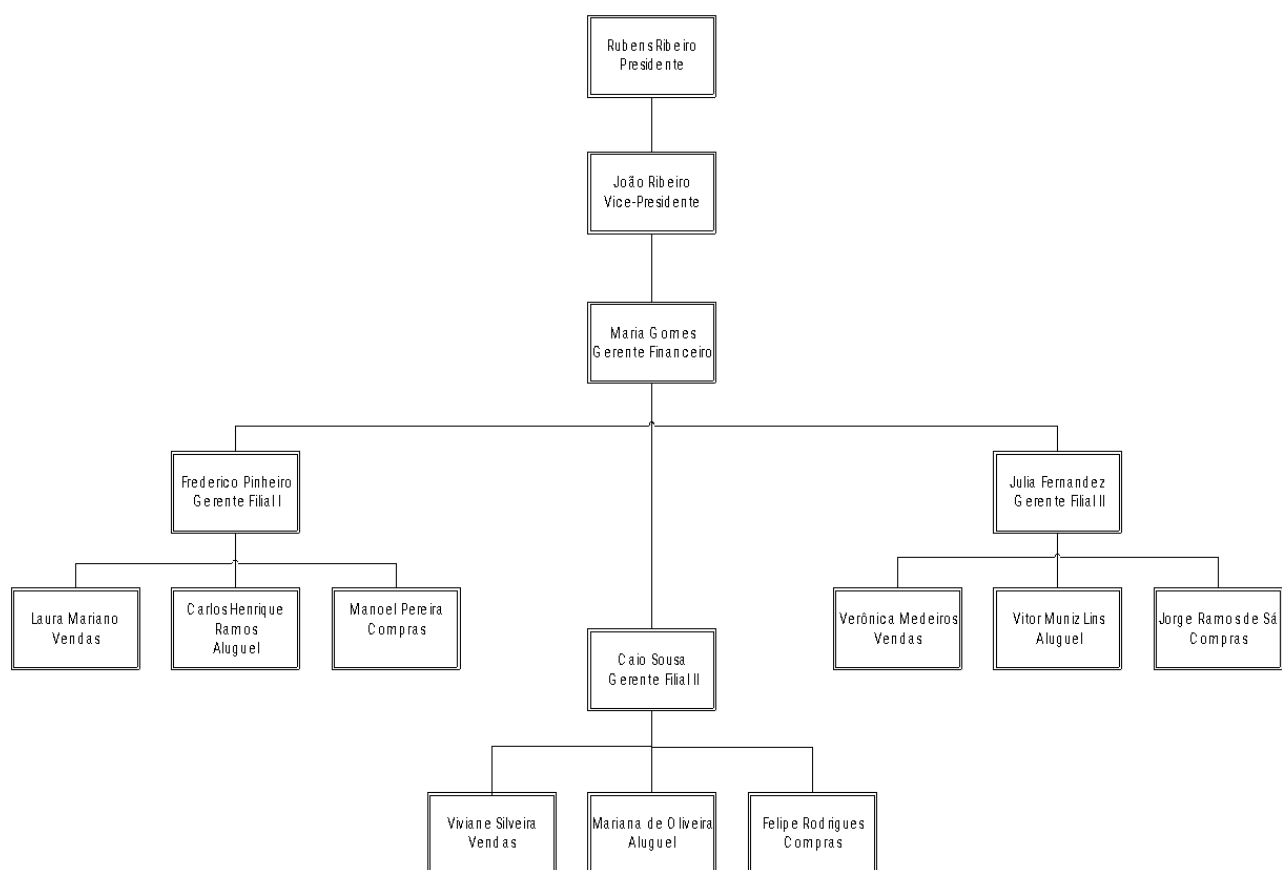 Rubens Ribeiro
Presidente
João Ribeiro
Vice-Presidente
Maria Gomes
Gerente Financeiro
Frederico Pinheiro
Gerente Filial I
Julia Fernandez
Gerente Filial II
Laura Mariano
Vendas
Carlos Henrique
Ramos
Aluguel
Manoel Pereira
Compras
Verônica Medeiros
Vendas
Vitor Muniz Lins
Aluguel
Jorge Ramos de Sá
Compras
Caio Sousa
Gerente Filial II
Viviane Silveira
Vendas
Mariana de Oliveira
Aluguel
Felipe Rodrigues
Compras